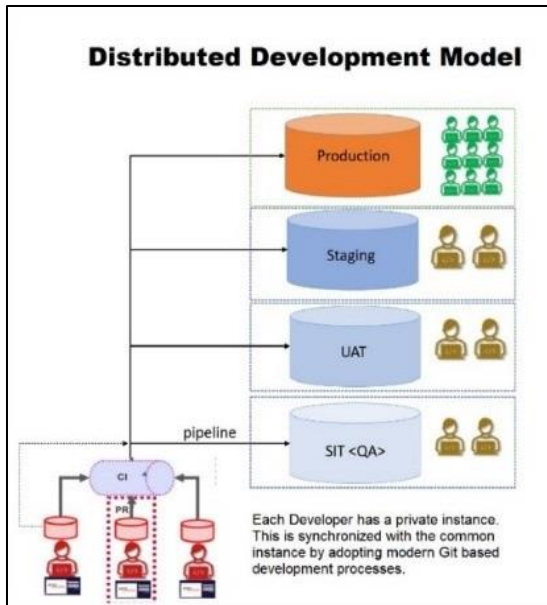 Distributed Development Model
Production
Staging
UAT
pipeline
SIT <QA>
CI
PR
Each Developer has a private instance.
This is synchronized with the common
instance by adopting modern Git based
development processes.